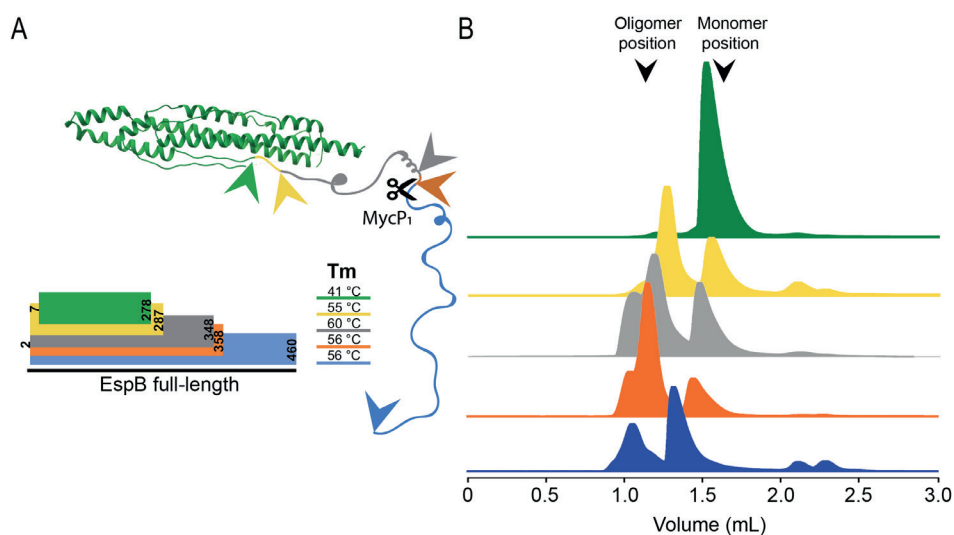 A
B
Oligomer
position
Monomer
position
MycP₁
Tm
41 °C
55 °C
60 °C
56 °C
56 °C
7
278
287
2
348
358
460
EspB full-length
0
0.5
1.0
1.5
2.0
2.5
3.0
Volume (mL)